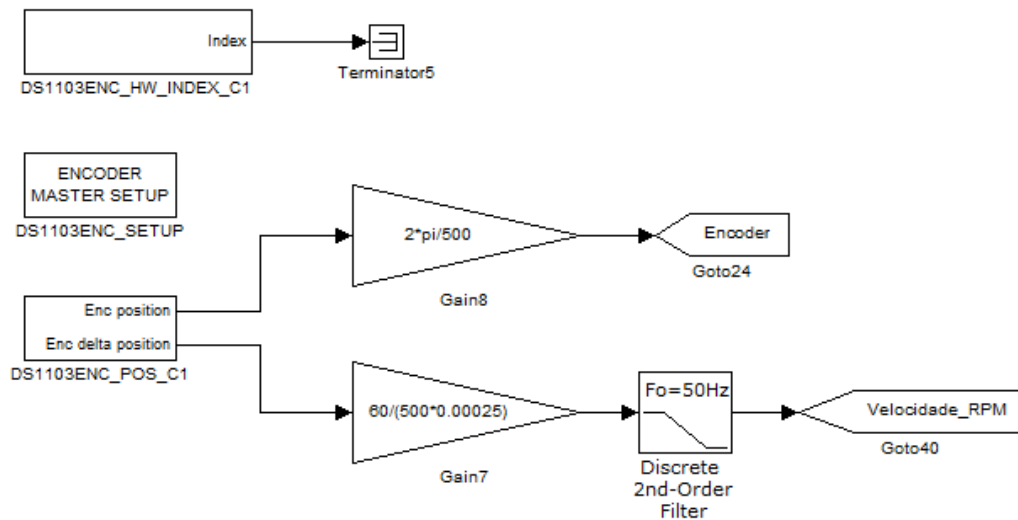 Index
DS1103ENC_HW_INDEX_C1
Terminator5
ENCODER
MASTER SETUP
DS1103ENC_SETUP
2*pi/500
Gain8
Encoder
Goto24
Enc position
Enc delta position
DS1103ENC_POS_C1
60/(500*0.00025)
Gain7
Fo=50Hz
Discrete
2nd-Order
Filter
Velocidade_RPM
Goto40